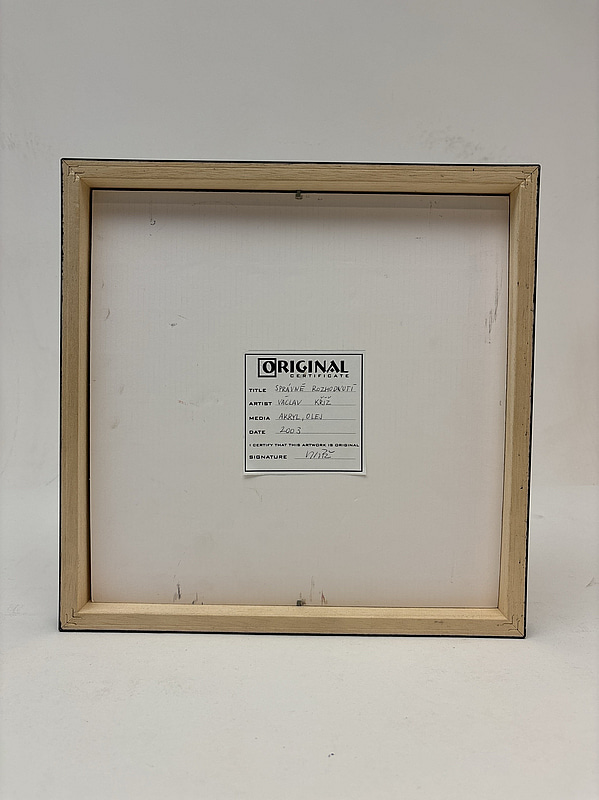 ORIGINAL
CERTIFICATE
TITLE SPRÁVNÉ ROZHODNUTÍ
ARTIST VÁCLAV KŘÍŽ
MEDIA AKRYL, OLEJ
DATE 2003
I CERTIFY THAT THIS ARTWORK IS ORIGINAL
SIGNATURE